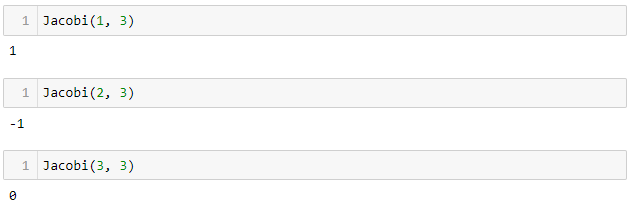 1 Jacobi(1, 3)
1
1 Jacobi(2, 3)
-1
1 Jacobi(3, 3)
0